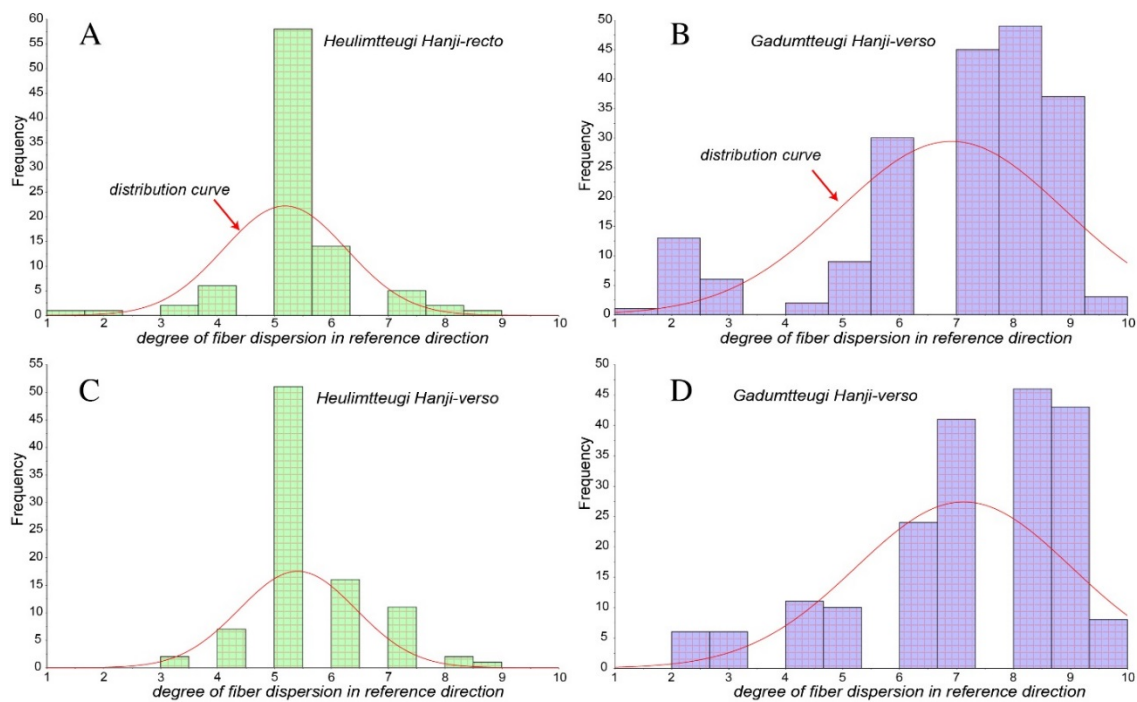 A
Heulimtteugi Hanji-recto
distribution curve
Frequency
60
55
50
45
40
35
30
25
20
15
10
5
0
1 2 3 4 5 6 7 8 9 10
degree of fiber dispersion in reference direction
B
Gadumtteugi Hanji-verso
distribution curve
Frequency
50
45
40
35
30
25
20
15
10
5
0
1 2 3 4 5 6 7 8 9 10
degree of fiber dispersion in reference direction
C
Heulimtteugi Hanji-verso
Frequency
55
50
45
40
35
30
25
20
15
10
5
0
1 2 3 4 5 6 7 8 9 10
degree of fiber dispersion in reference direction
D
Gadumtteugi Hanji-verso
Frequency
50
45
40
35
30
25
20
15
10
5
0
1 2 3 4 5 6 7 8 9 10
degree of fiber dispersion in reference direction